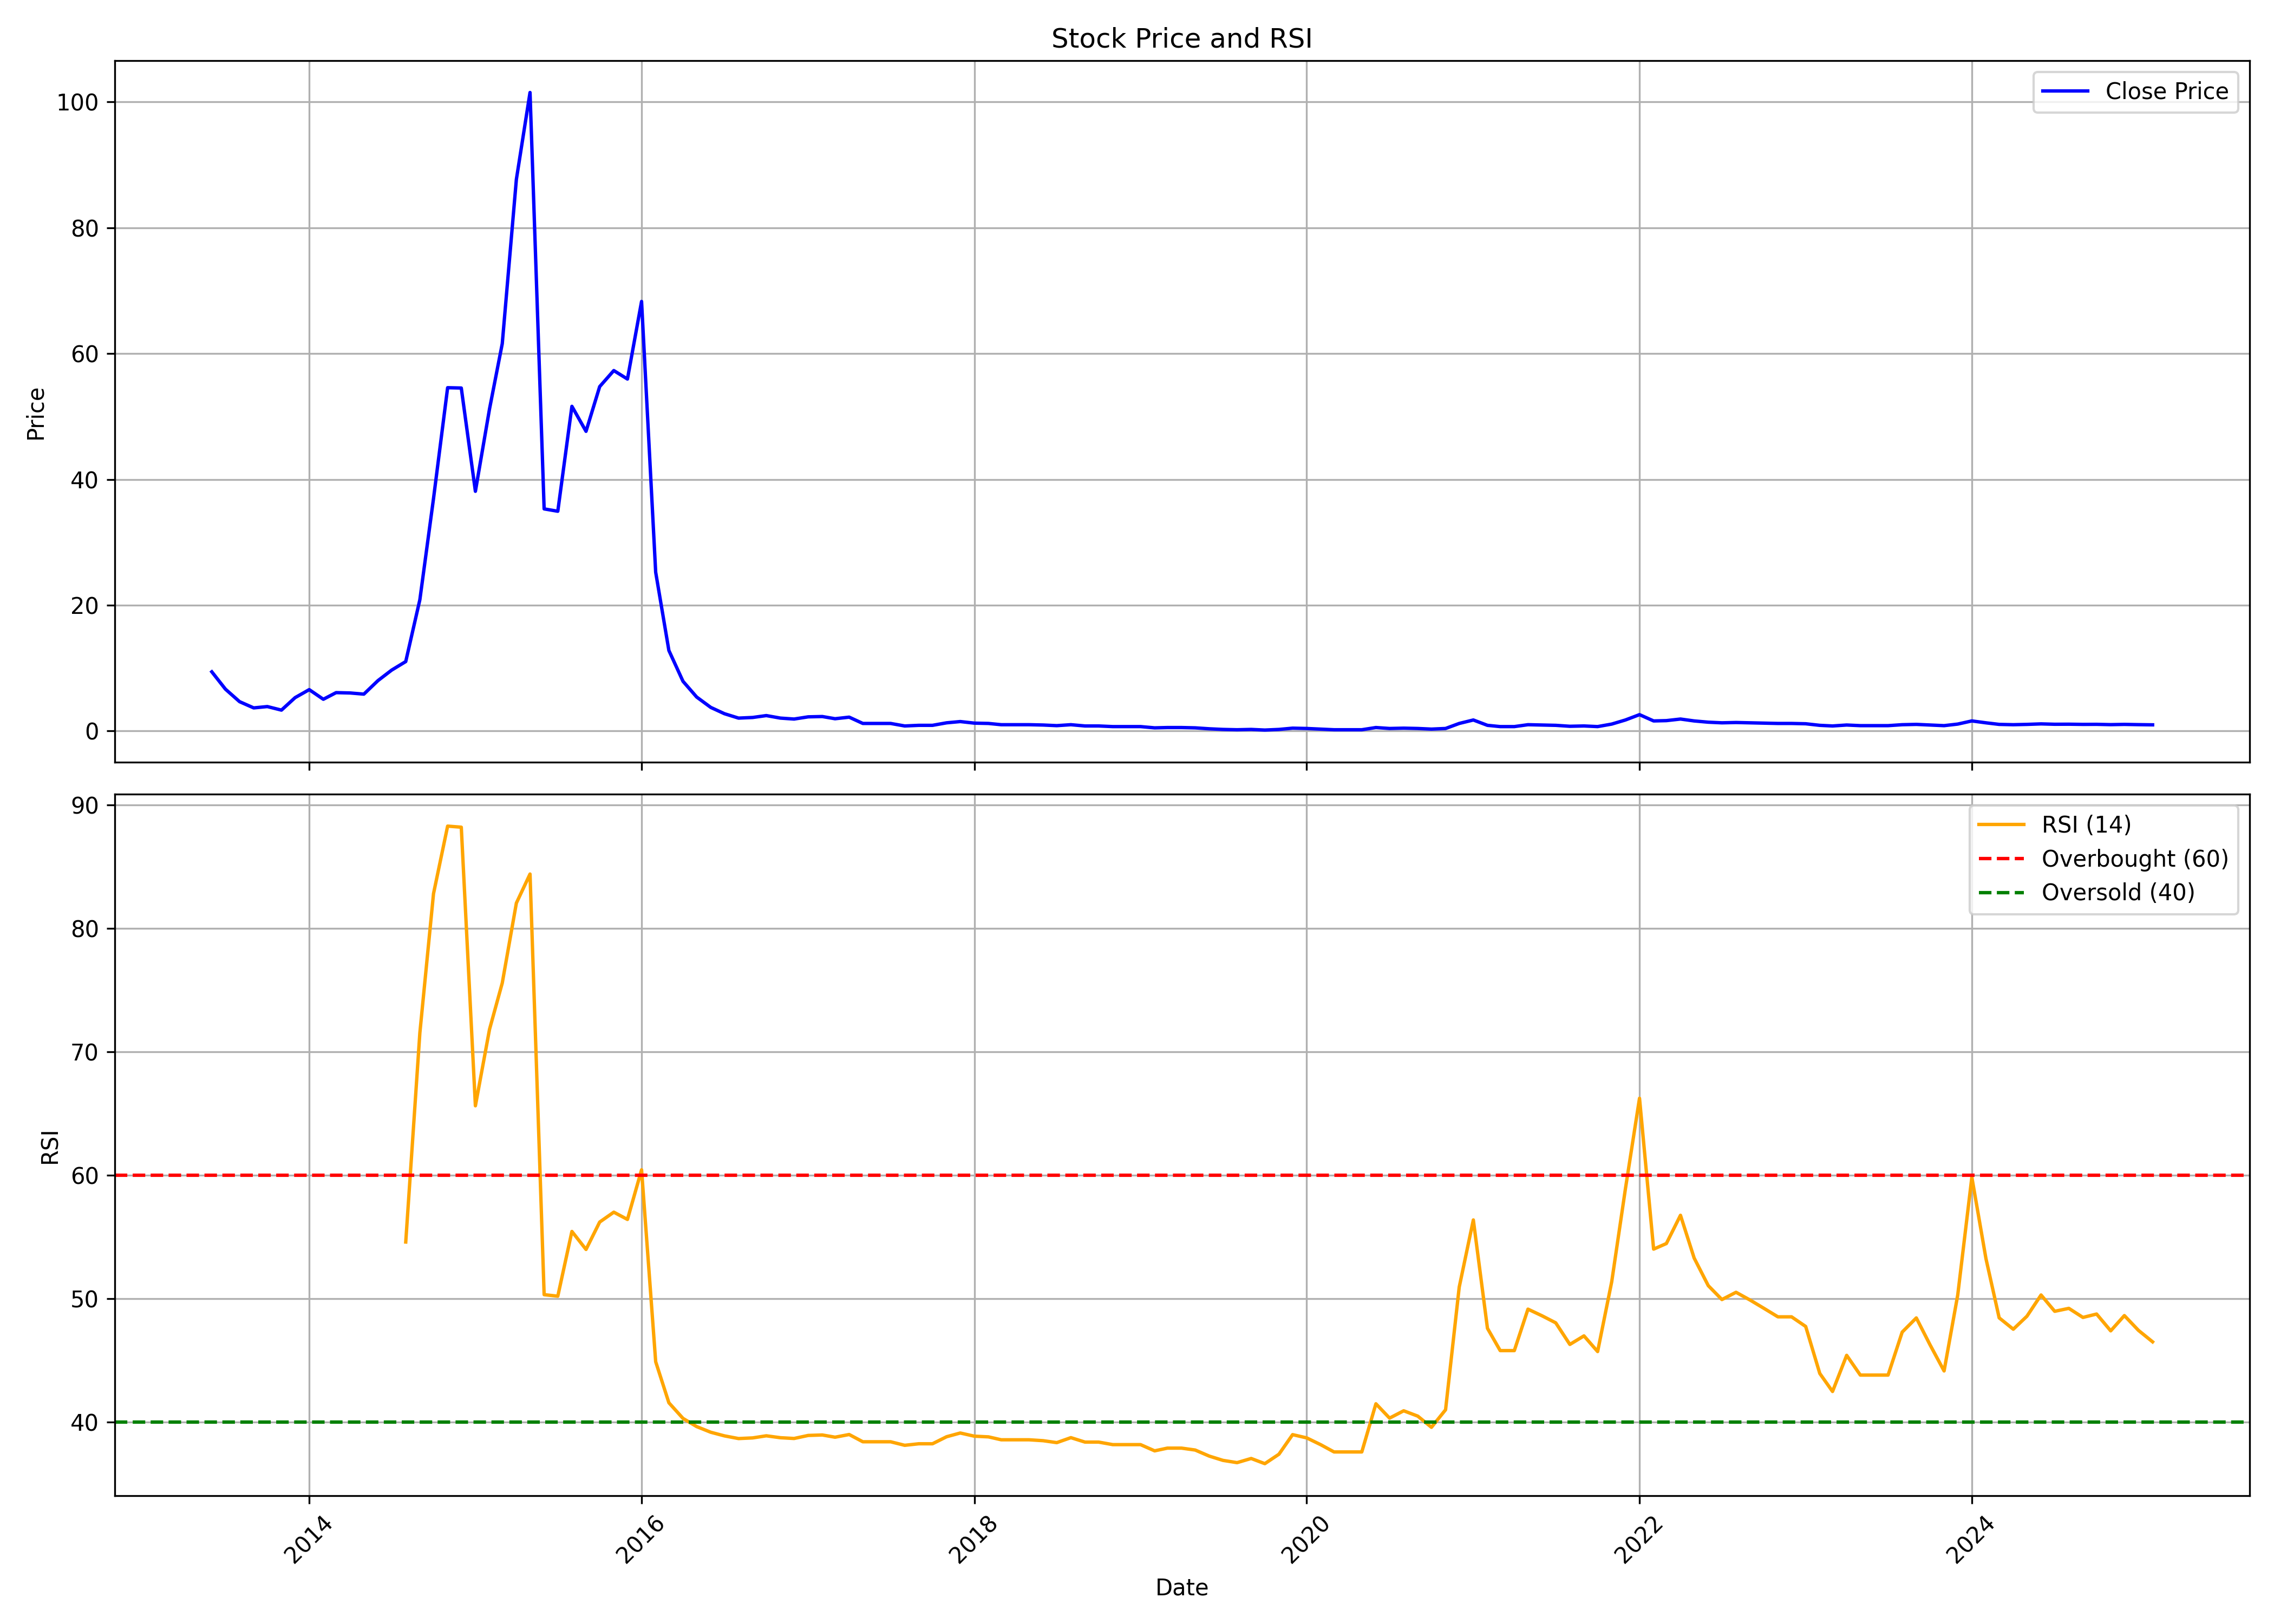 Stock Price and RSI
Close Price
100
80
60
40
20
0
Price
RSI (14)
Overbought (60)
Oversold (40)
90
80
70
60
50
40
RSI
2014
2016
2018
2020
2022
2024
Date